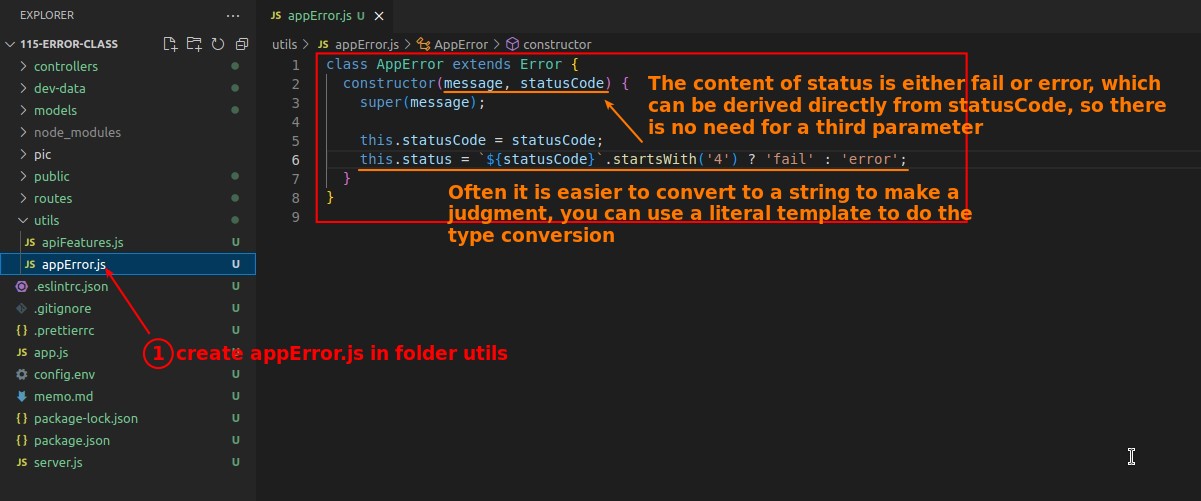 EXPLORER
115-ERROR-CLASS
controllers
dev-data
models
node_modules
pic
public
routes
utils
JS apiFeatures.js U
JS appError.js U
.eslintrc.json U
.gitignore U
{} .prettierrc U
JS app.js U
config.env U
memo.md U
{} package-lock.json U
{} package.json U
JS server.js U
1 create appError.js in folder utils
JS appError.js U ×
utils > JS appError.js > AppError > constructor
1 class AppError extends Error {
2 constructor(message, statusCode) {
3 super(message);
4
5 this.statusCode = statusCode;
6 this.status = `${statusCode}`.startsWith('4') ? 'fail' : 'error';
7 }
8 }
9
The content of status is either fail or error, which
can be derived directly from statusCode, so there
is no need for a third parameter
Often it is easier to convert to a string to make a
judgment, you can use a literal template to do the
type conversion